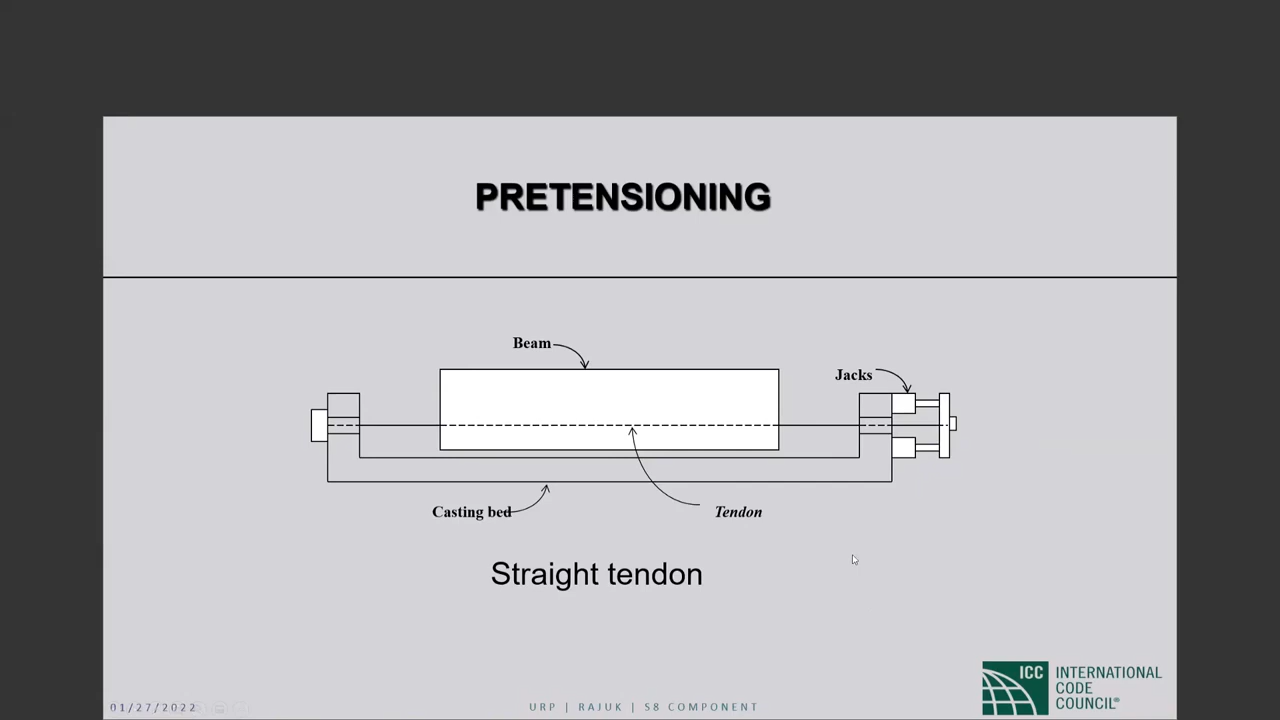 PRETENSIONING
Beam
Jacks
Casting bed
Tendon
Straight tendon
ICC INTERNATIONAL
CODE
COUNCIL®
01/27/2022
URP | RAJUK | S8 COMPONENT